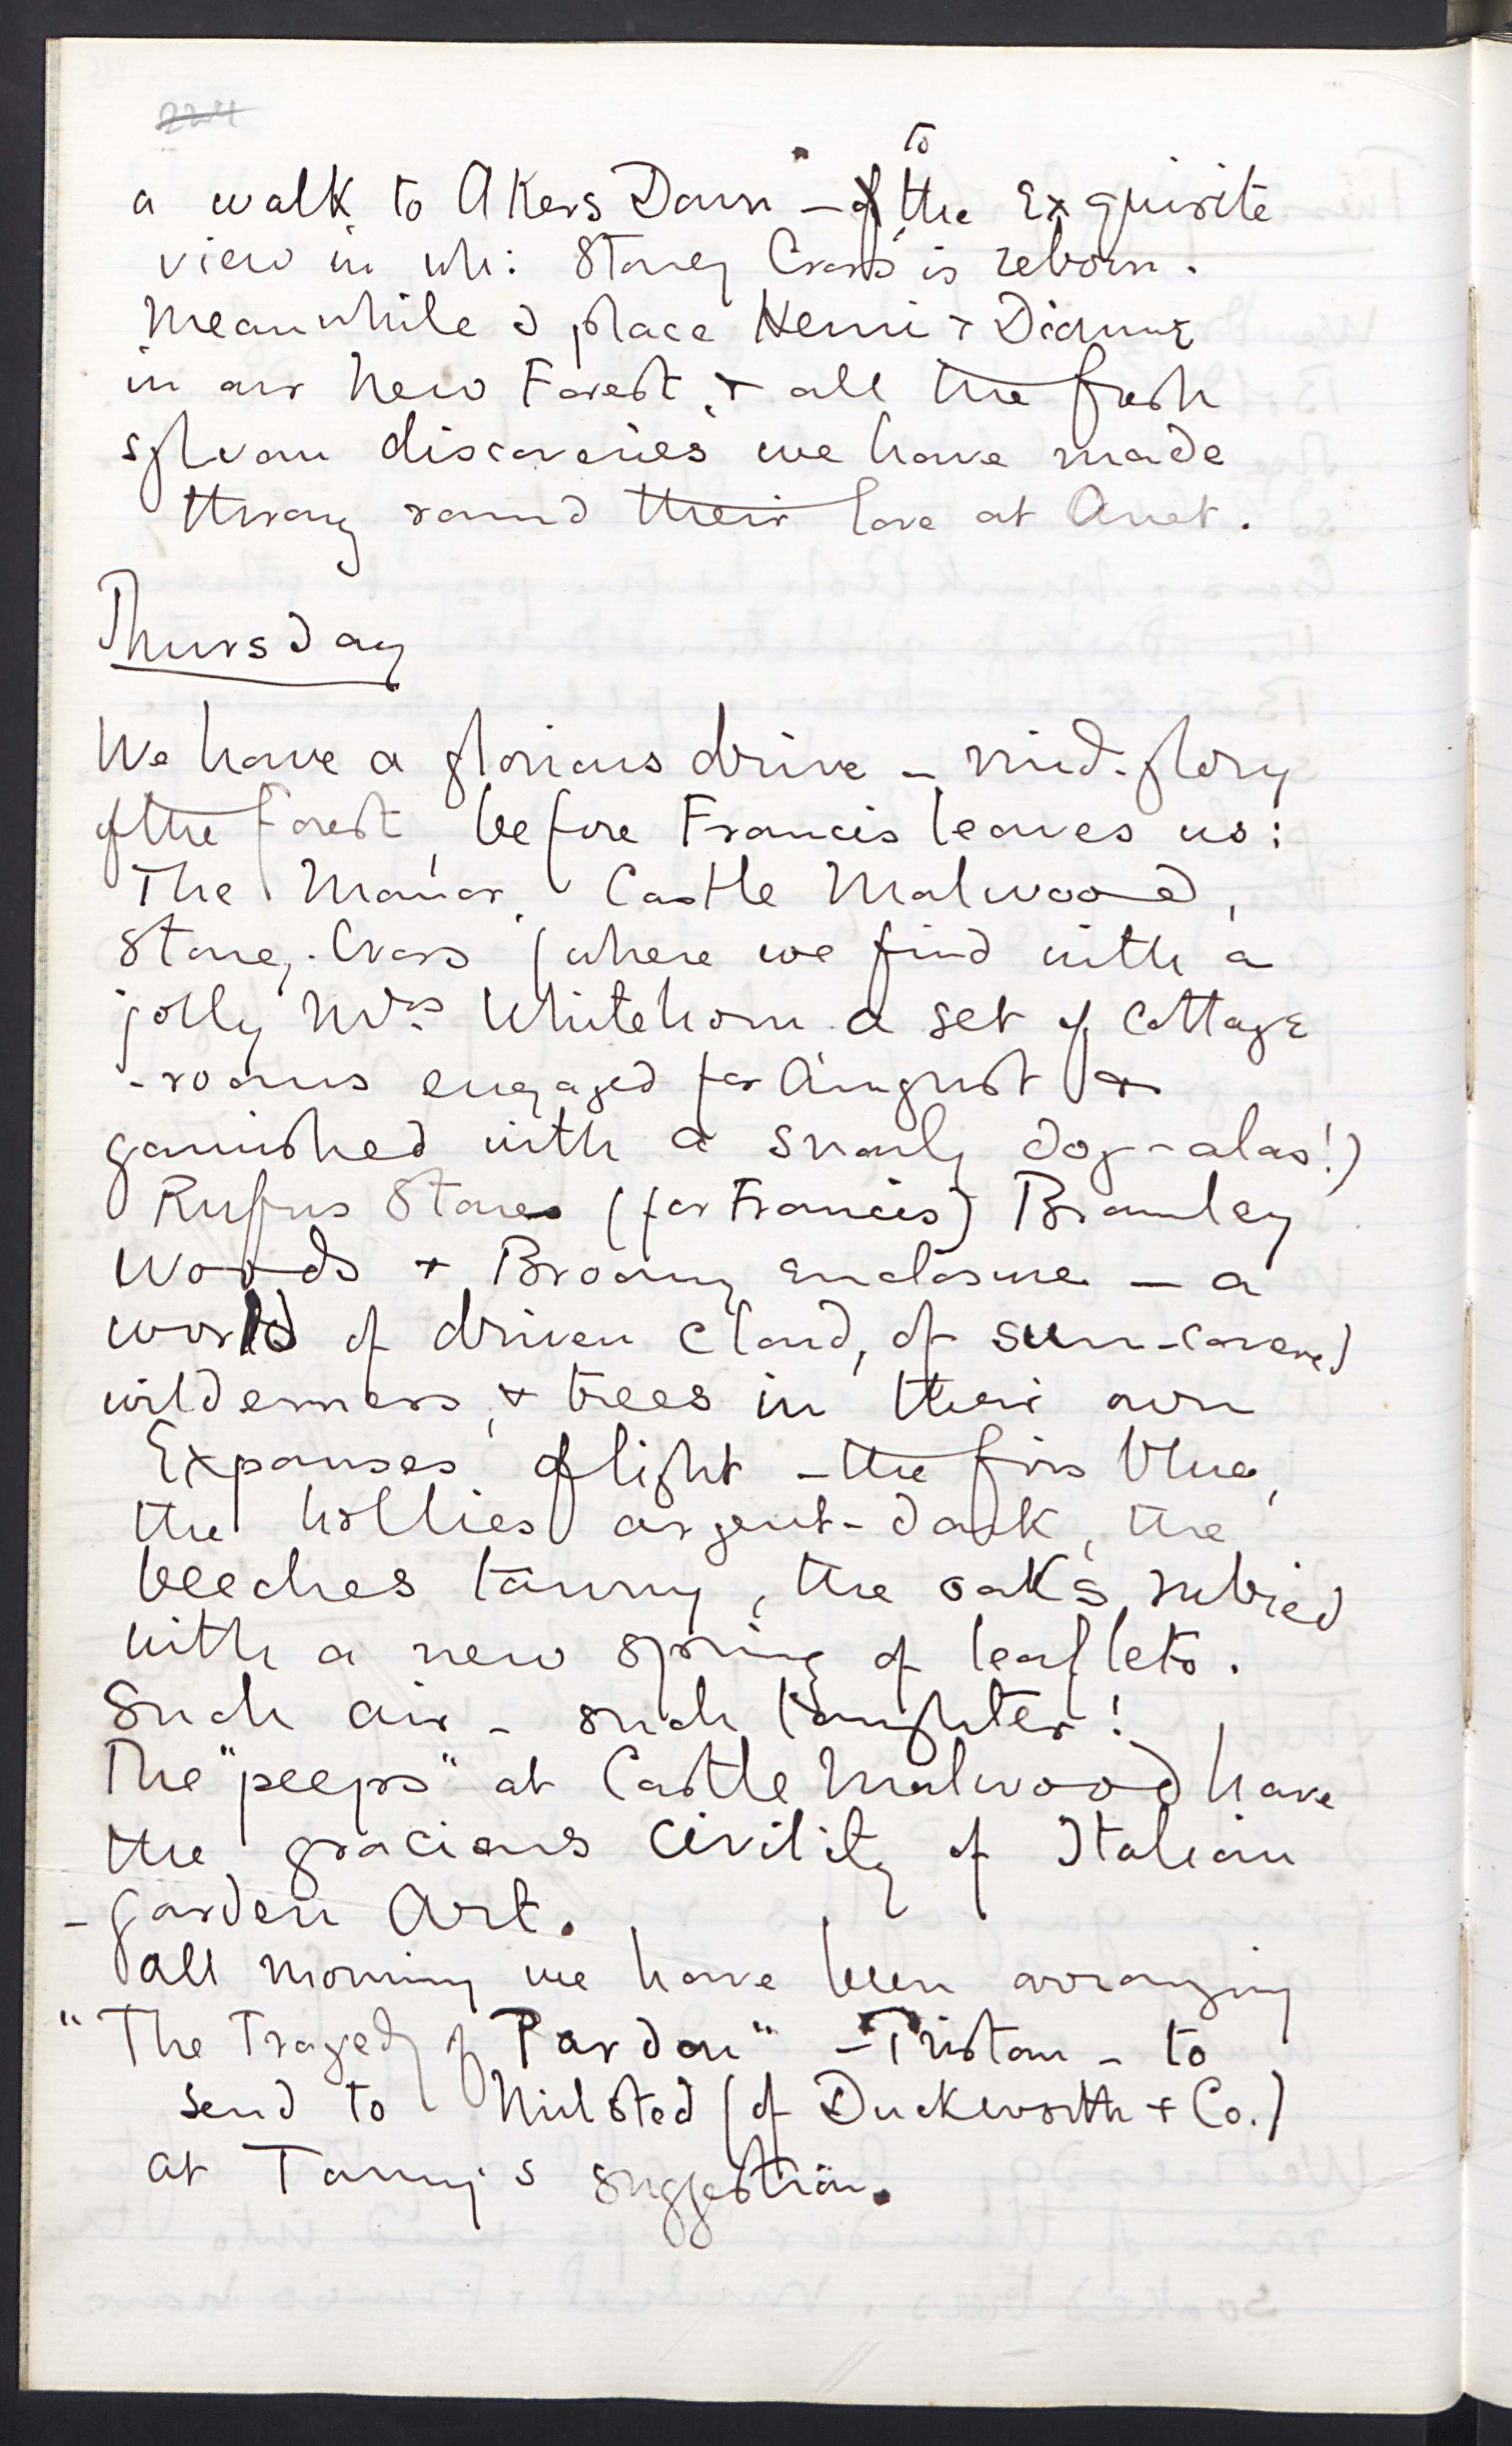 224
to
a walk to Akers Down – of the Exquisite
view in wh: Stoney Cross is reborn.
Meanwhile I place Henri & Dianne
in our New Forest, & all the fresh
sylvan discoveries we have made
throng round their love at Anet.
Thursday
We have a glorious drive – mid-glory
of the Forest, before Francis leaves us:
The Manor, Castle Malwood,
Stoney-Cross (where we find with a
jolly Mrs Whitehorn a set of cottage
-rooms engaged for August &
garnished with a snarly dog – alas!)
Rufus Stones (for Francis) Bramley
Woods & Broomy enclosure – a
world of driven cloud, of sun-covered
wilderness, & trees in their own
Expanses of light – the firs blue,
the hollies argent-dark, the
beeches tawny, the oaks rubied
with a new spring of leaflets.
Such air – such laughter!
The "peeps" at Castle Malwood have
the gracious civility of Italian
-garden Art.
All morning we have been arranging
"The Tragedy of Pardon" – Tristan – to
send to Milsted (of Duckworth & Co.)
at Tommy's suggestion.